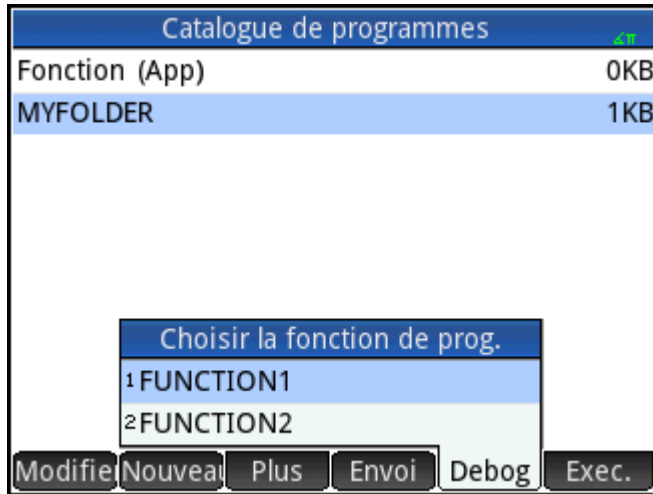 Catalogue de programmes
∡π
Fonction (App) 0KB
MYFOLDER 1KB
Choisir la fonction de prog.
1 FUNCTION1
2 FUNCTION2
Modifie Nouveau Plus Envoi Debog Exec.